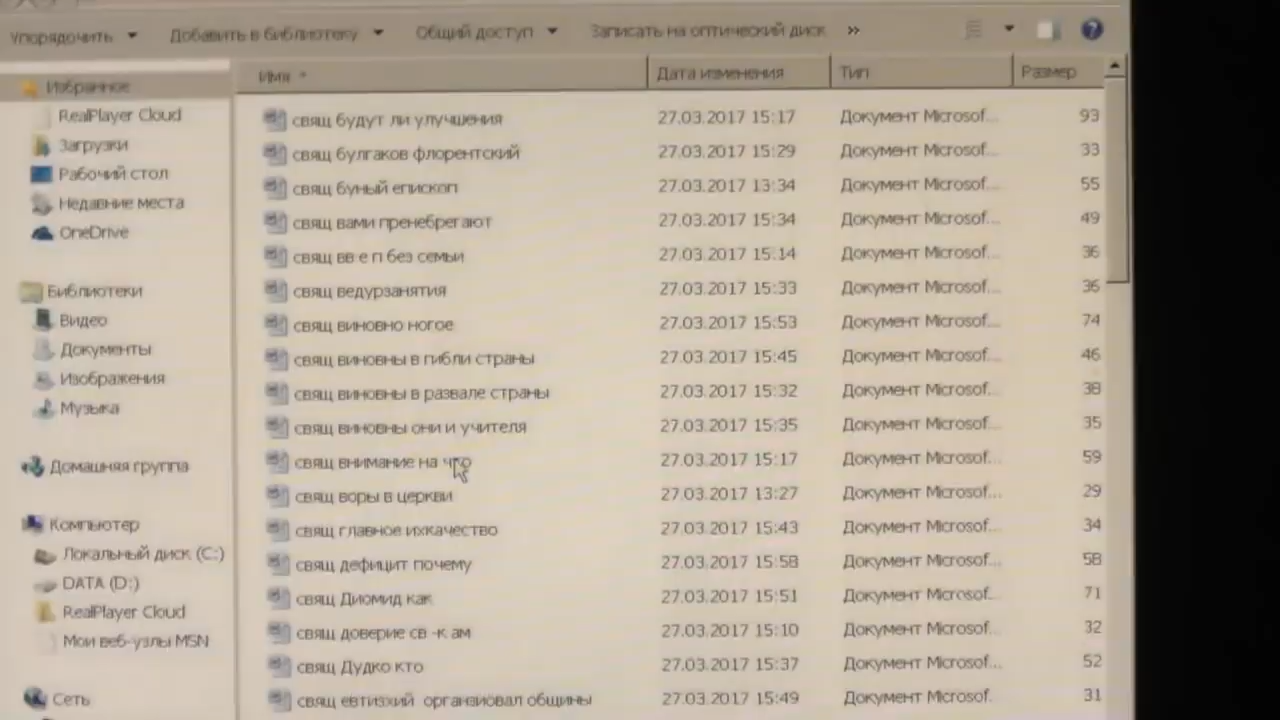 Упорядочить Добавить в библиотеку Общий доступ Записать на оптический диск »
Имя Дата изменения Тип Размер
Избранное
RealPlayer Cloud
Загрузки
Рабочий стол
Недавние места
OneDrive
Библиотеки
Видео
Документы
Изображения
Музыка
Домашняя группа
Компьютер
Локальный диск (C:)
DATA (D:)
RealPlayer Cloud
Мои веб-узлы MSN
Сеть
свящ будут ли улучшения 27.03.2017 15:17 Документ Microsof... 93
свящ булгаков флорентский 27.03.2017 15:29 Документ Microsof... 33
свящ буный епископ 27.03.2017 13:34 Документ Microsof... 55
свящ вами пренебрегают 27.03.2017 15:34 Документ Microsof... 49
свящ вв е п без семьи 27.03.2017 15:14 Документ Microsof... 36
свящ ведурзанятия 27.03.2017 15:33 Документ Microsof... 36
свящ виновно ногое 27.03.2017 15:53 Документ Microsof... 74
свящ виновны в гибли страны 27.03.2017 15:45 Документ Microsof... 46
свящ виновны в развале страны 27.03.2017 15:32 Документ Microsof... 38
свящ виновны они и учителя 27.03.2017 15:35 Документ Microsof... 35
свящ внимание на что 27.03.2017 15:17 Документ Microsof... 59
свящ воры в церкви 27.03.2017 13:27 Документ Microsof... 29
свящ главное ихкачество 27.03.2017 15:43 Документ Microsof... 34
свящ дефицит почему 27.03.2017 15:58 Документ Microsof... 58
свящ Диомид как 27.03.2017 15:51 Документ Microsof... 71
свящ доверие св -к ам 27.03.2017 15:10 Документ Microsof... 32
свящ Дудко кто 27.03.2017 15:37 Документ Microsof... 52
свящ евтизхий органзиовал общины 27.03.2017 15:49 Документ Microsof. 31